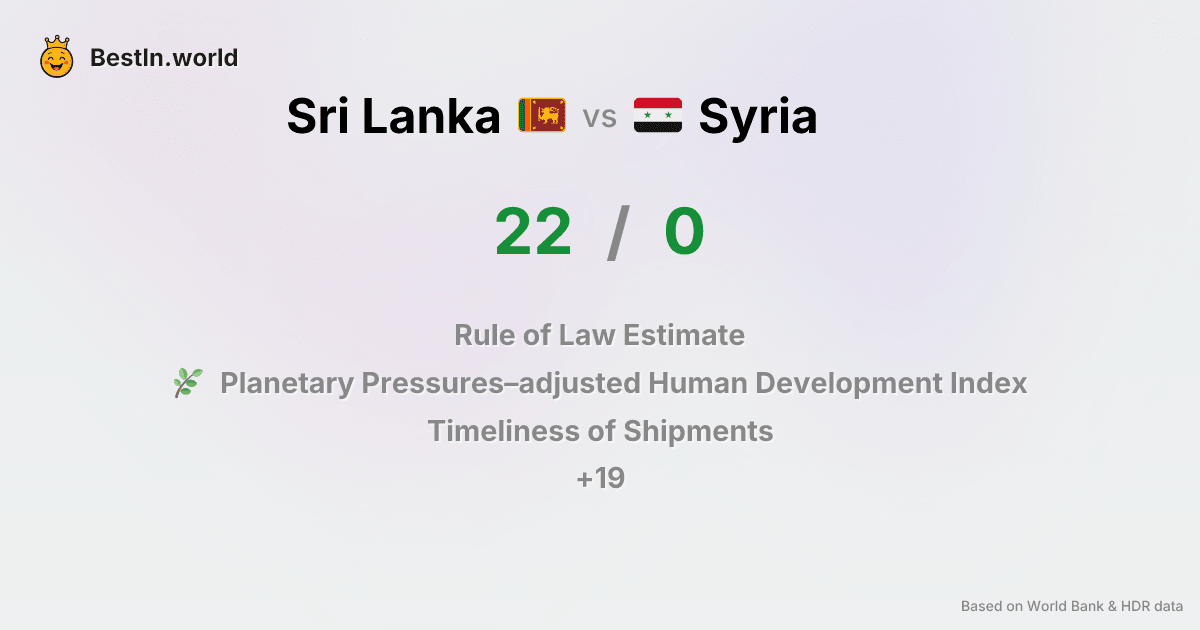 BestIn.world
Sri Lanka vs Syria
22 / 0
Rule of Law Estimate
Planetary Pressures–adjusted Human Development Index
Timeliness of Shipments
+19
Based on World Bank & HDR data